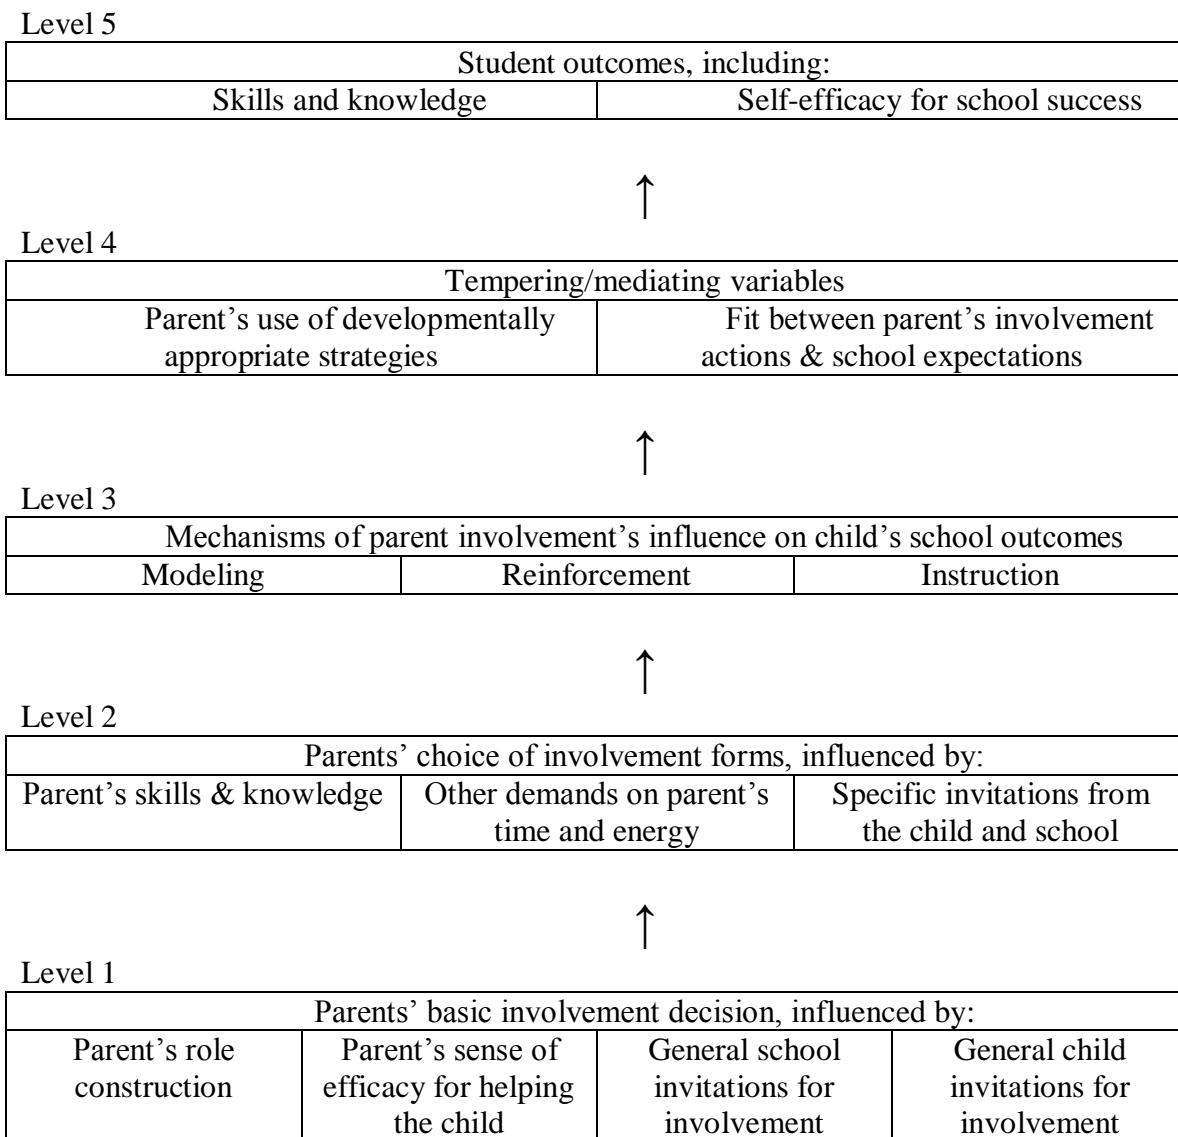 Level 5
Student outcomes, including:
Skills and knowledge
Self-efficacy for school success
↑
Level 4
Tempering/mediating variables
Parent’s use of developmentally
appropriate strategies
Fit between parent’s involvement
actions & school expectations
↑
Level 3
Mechanisms of parent involvement’s influence on child’s school outcomes
Modeling
Reinforcement
Instruction
↑
Level 2
Parents’ choice of involvement forms, influenced by:
Parent’s skills & knowledge
Other demands on parent’s
time and energy
Specific invitations from
the child and school
↑
Level 1
Parents’ basic involvement decision, influenced by:
Parent’s role
construction
Parent’s sense of
efficacy for helping
the child
General school
invitations for
involvement
General child
invitations for
involvement